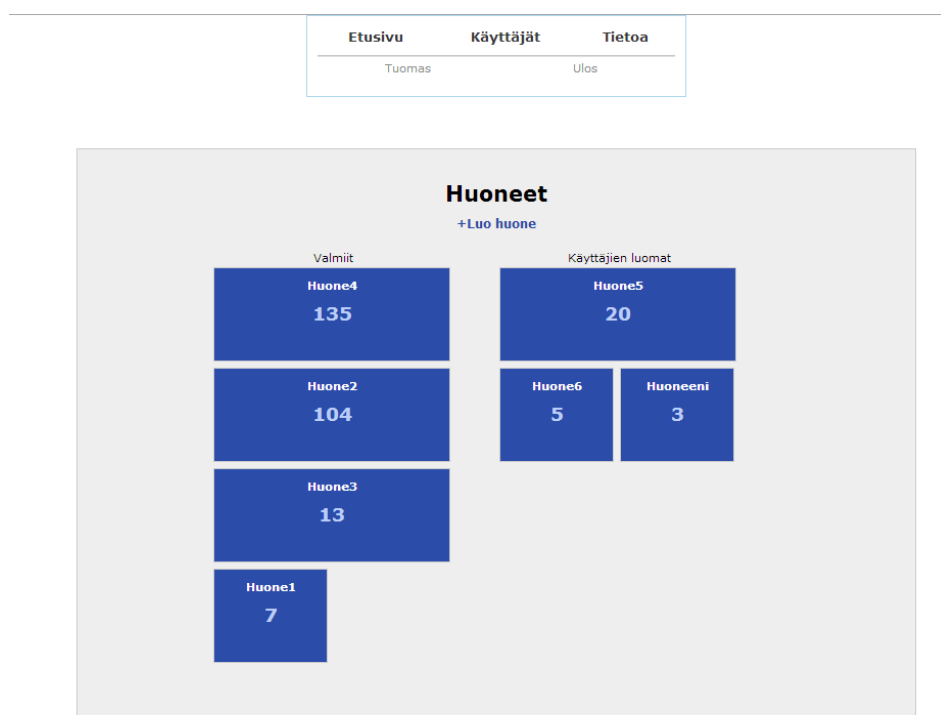 Etusivu Käyttäjät Tietoa
Tuomas Ulos
Huoneet
+Luo huone
Valmiit
Huone4
135
Huone2
104
Huone3
13
Huone1
7
Käyttäjien luomat
Huone5
20
Huone6
5
Huoneeni
3